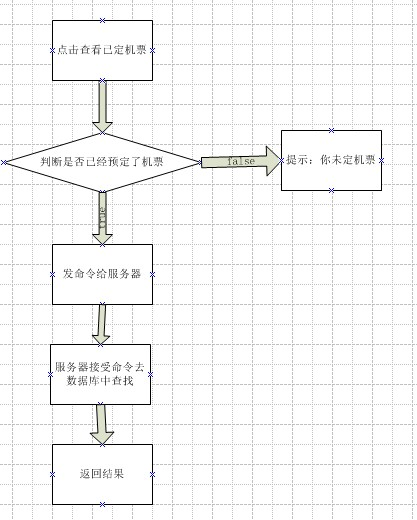 点击查看已定机票
判断是否已经预定了机票
false
提示：你未定机票
true
发命令给服务器
服务器接受命令去
数据库中查找
返回结果